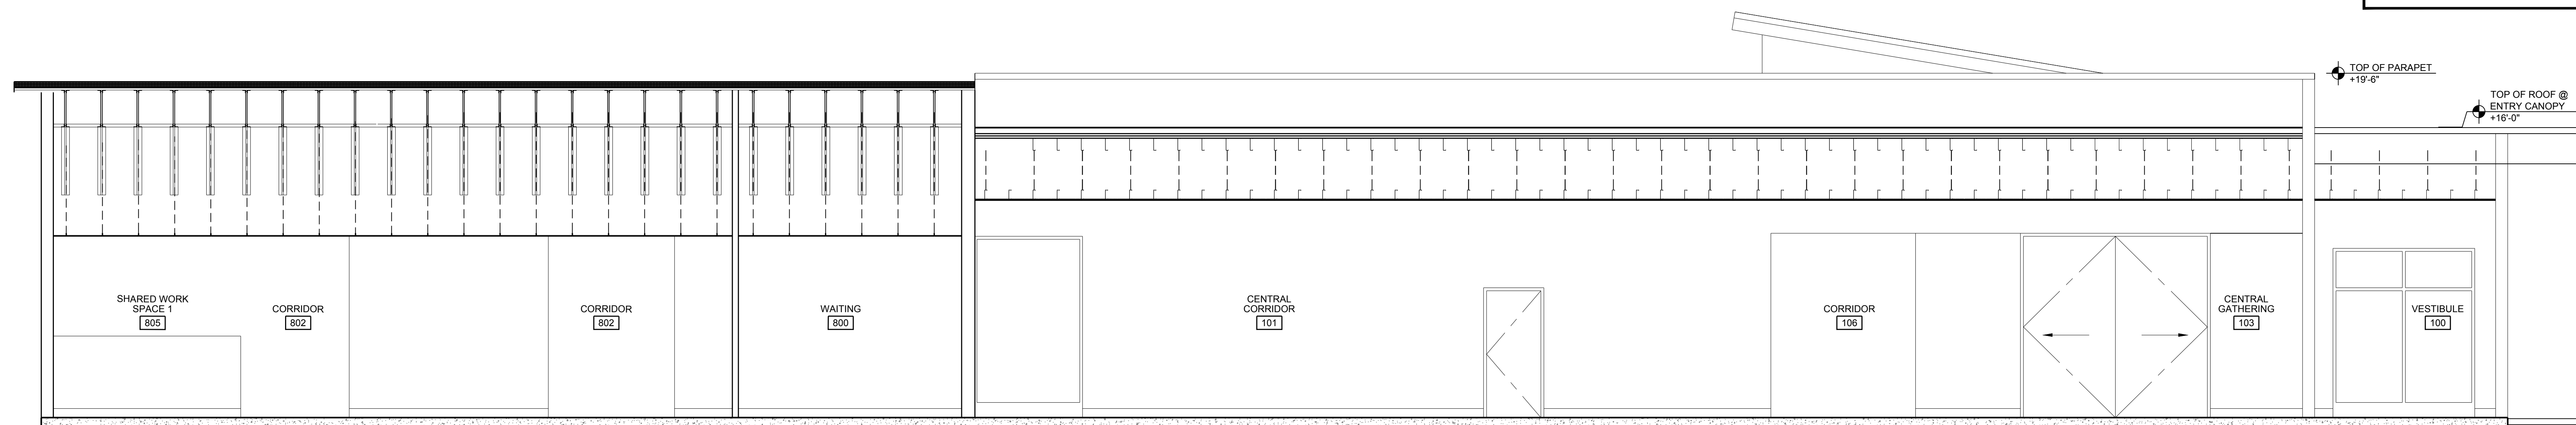 TOP OF PARAPET
+19'-6"
TOP OF ROOF @
ENTRY CANOPY
+16'-0"
SHARED WORK
SPACE 1
805
CORRIDOR
802
CORRIDOR
802
WAITING
800
CENTRAL
CORRIDOR
101
CORRIDOR
106
CENTRAL
GATHERING
103
VESTIBULE
100